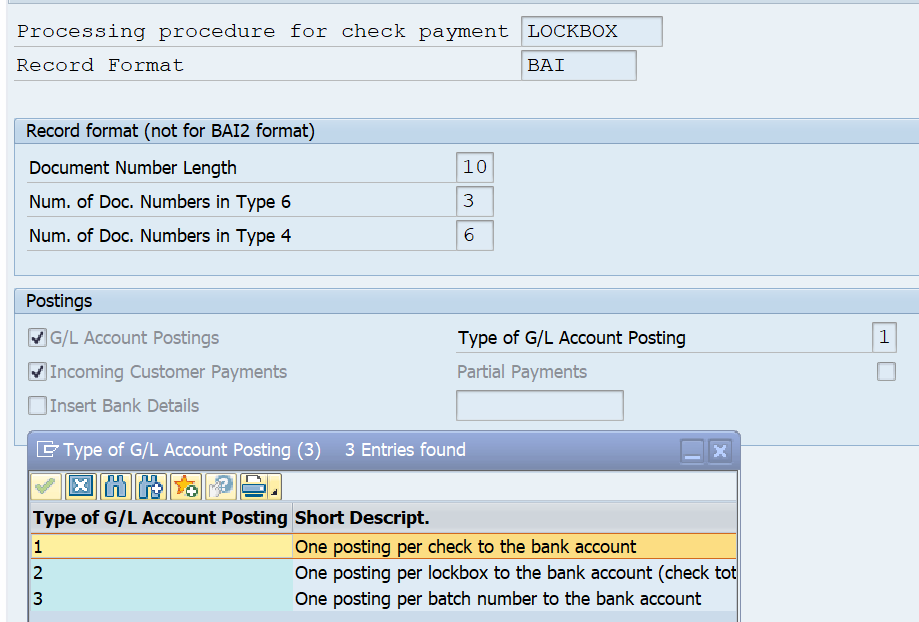 Processing procedure for check payment LOCKBOX
Record Format BAI
Record format (not for BAI2 format)
Document Number Length 10
Num. of Doc. Numbers in Type 6 3
Num. of Doc. Numbers in Type 4 6
Postings
G/L Account Postings Type of G/L Account Posting 1
Incoming Customer Payments Partial Payments
Insert Bank Details
Type of G/L Account Posting (3) 3 Entries found
Type of G/L Account Posting Short Descript.
1 One posting per check to the bank account
2 One posting per lockbox to the bank account (check tot
3 One posting per batch number to the bank account